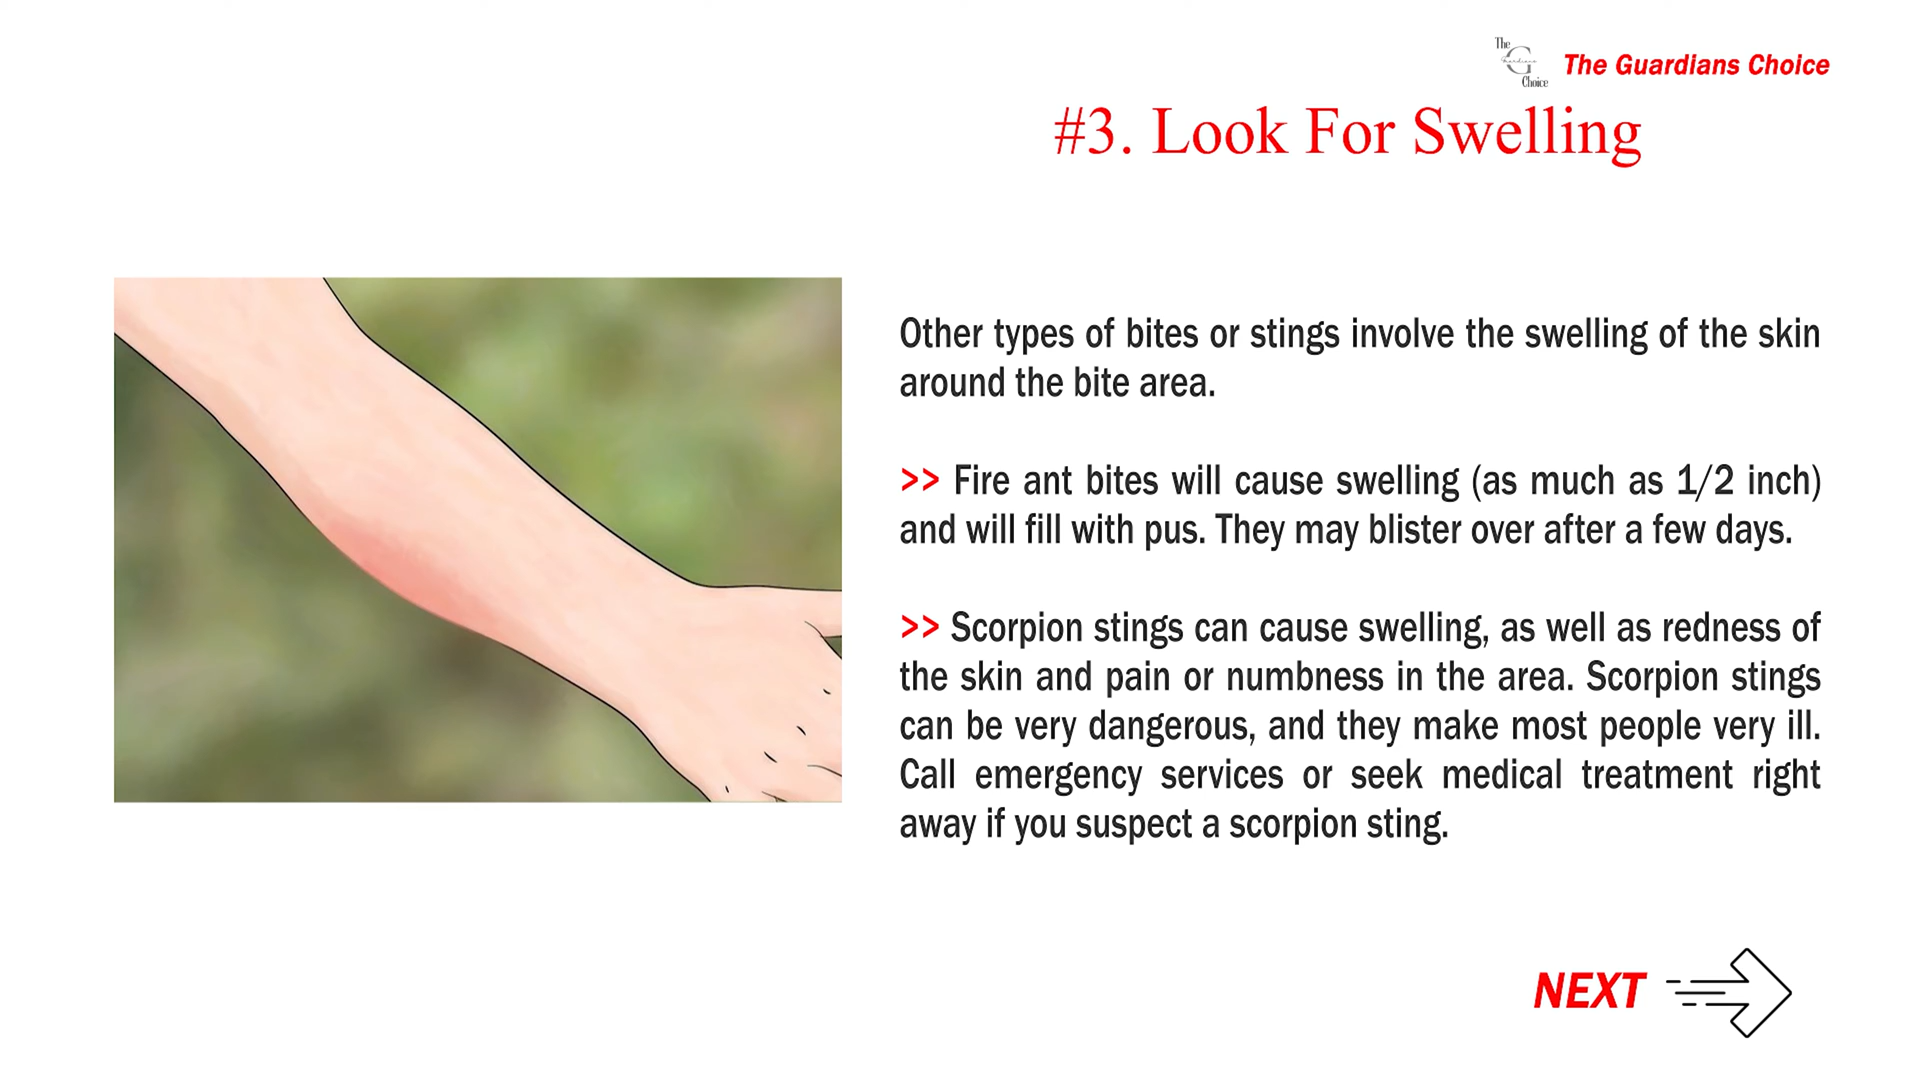 The
Choice
The Guardians Choice
#3. Look For Swelling
Other types of bites or stings involve the swelling of the skin
around the bite area.
>> Fire ant bites will cause swelling (as much as 1/2 inch)
and will fill with pus. They may blister over after a few days.
>> Scorpion stings can cause swelling, as well as redness of
the skin and pain or numbness in the area. Scorpion stings
can be very dangerous, and they make most people very ill.
Call emergency services or seek medical treatment right
away if you suspect a scorpion sting.
NEXT